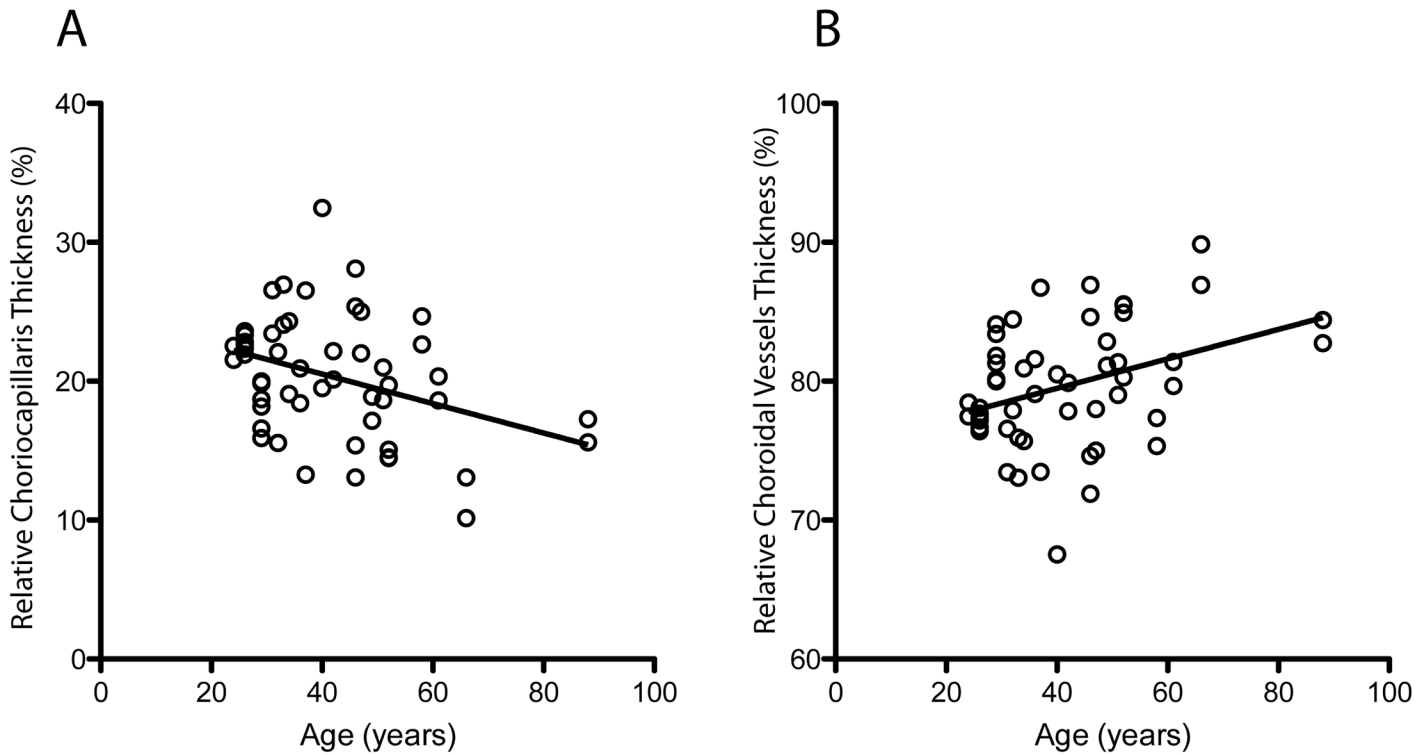 A
Relative Choriocapillaris Thickness (%)
40
30
20
10
0
0 20 40 60 80 100
Age (years)
B
Relative Choroidal Vessels Thickness (%)
100
90
80
70
60
0 20 40 60 80 100
Age (years)